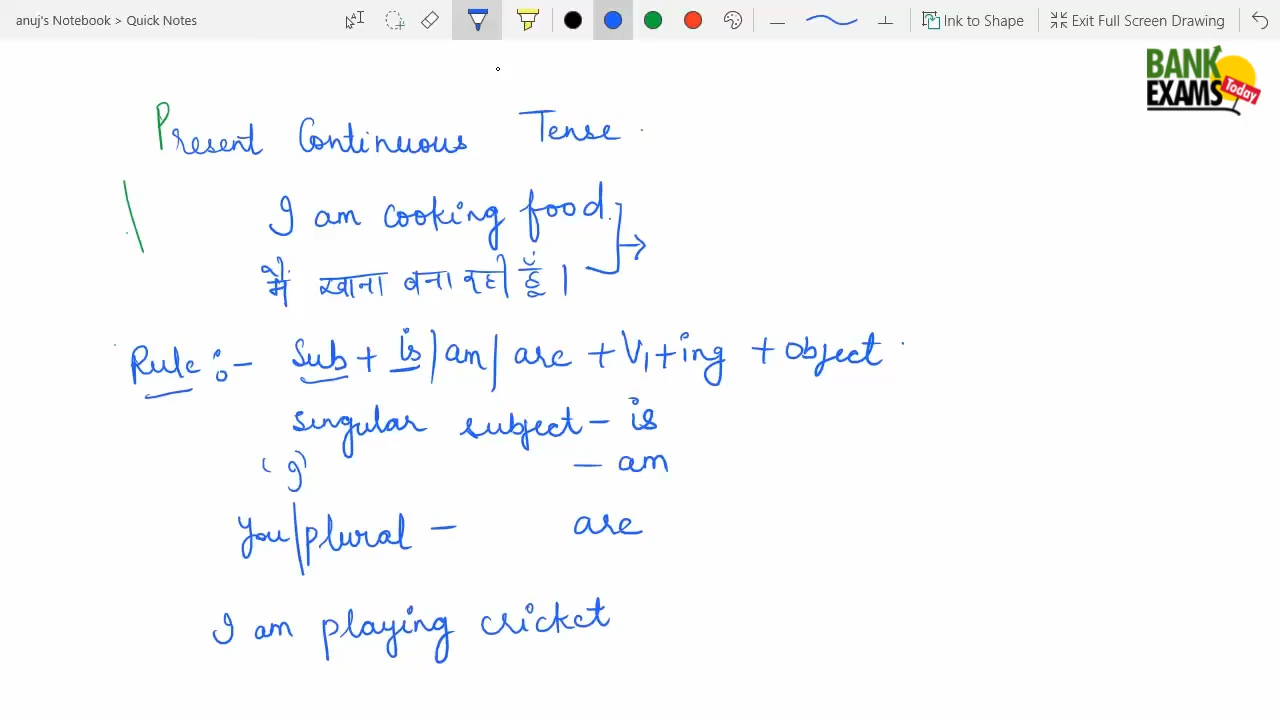 anuj's Notebook > Quick Notes
Ink to Shape
Exit Full Screen Drawing
BANK
EXAMS
Today
Present Continuous Tense
I am cooking food.
मैं खाना बना रही हूँ।
Rule :- Sub + is/am/are + V1+ing + object
singular subject - is
(I) - am
You/plural - are
I am playing cricket